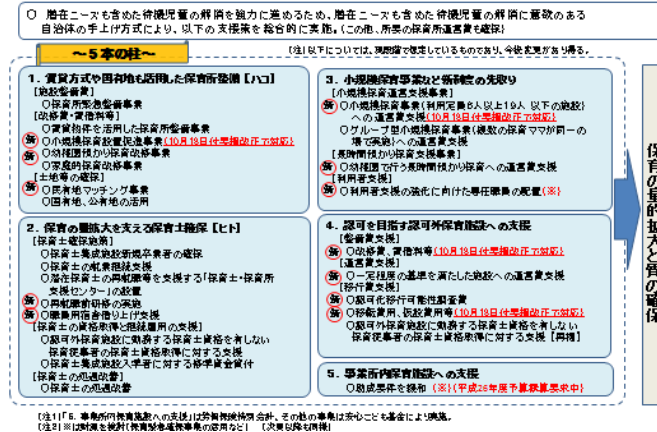 ○ 潜在ニーズも含めた待機児童の解消を強力に進めるため、潜在ニーズも含めた待機児童の解消に意欲のある
自治体の手上げ方式により、以下の支援策を総合的に実施。(この他、所要の保育所運営費も確保)
～5本の柱～
(注)以下については、現段階で想定しているものであり、今後変更があり得る。
1. 賃貸方式や国有地も活用した保育所整備【ハコ】
[施設整備費]
○保育所緊急整備事業
[改修費・賃借料等]
○賃貸物件を活用した保育所整備事業
新 ○小規模保育設置促進事業(10月18日付要綱改正で対応)
新 ○幼稚園預かり保育改修事業
○家庭的保育改修事業
[土地等の確保]
新 ○民有地マッチング事業
○国有地、公有地の活用
2. 保育の量拡大を支える保育士確保【ヒト】
[保育士確保施策]
○保育士養成施設新規卒業者の確保
○保育士の就業継続支援
○潜在保育士の再就職等を支援する「保育士・保育所
支援センター」の設置
新 ○再就職前研修の実施
新 ○職員用宿舎借り上げ支援
[保育士の資格取得と継続雇用の支援]
○認可外保育施設に勤務する保育士資格を有しない
保育従事者の保育士資格取得に対する支援
○保育士養成施設入学者に対する修学資金貸付
[保育士の処遇改善]
○保育士の処遇改善
3. 小規模保育事業など新制度の先取り
[小規模保育運営支援事業]
新 ○小規模保育事業(利用定員6人以上19人以下の施設)
への運営費支援(10月18日付要綱改正で対応)
○グループ型小規模保育事業(複数の保育ママが同一の
場で実施)への運営費支援
[長時間預かり保育支援事業]
新 ○幼稚園で行う長時間預かり保育への運営費支援
[利用者支援]
新 ○利用者支援の強化に向けた専任職員の配置(※)
4. 認可を目指す認可外保育施設への支援
[整備費支援]
新 ○改修費、賃借料等(10月18日付要綱改正で対応)
[運営費支援]
新 ○一定程度の基準を満たした施設への運営費支援
[移行費支援]
新 ○認可化移行可能性調査費
新 ○移転費用、仮設費用等(10月18日付要綱改正で対応)
○認可外保育施設に勤務する保育士資格を有しない
保育従事者の保育士資格取得に対する支援【再掲】
5. 事業所内保育施設への支援
○助成要件を緩和(※)(平成26年度予算概算要求中)
保育の量的拡大と質の確保
(注1)「5. 事業所内保育施設への支援」は労働保険特別会計、その他の事業は安心こども基金により実施。
(注2)※は財源を検討(保育緊急確保事業の活用など) (次頁以降も同様)